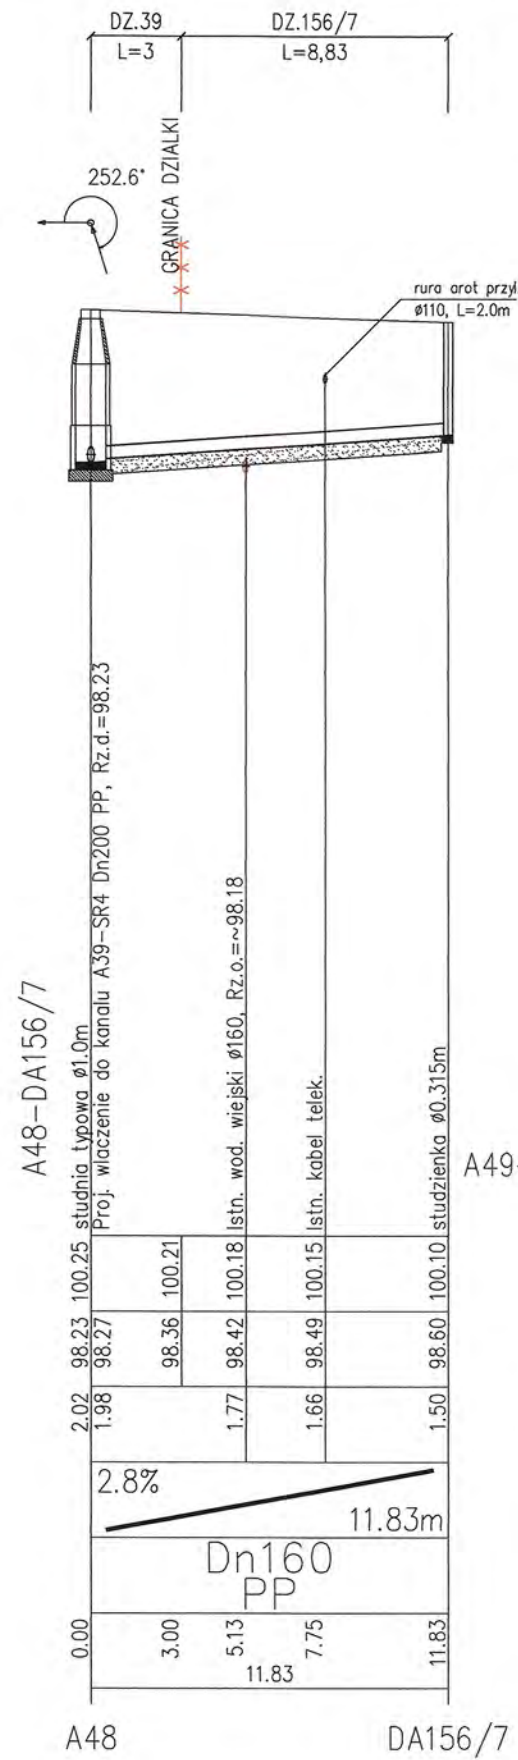 DZ.39
DZ.156/7
L=3
L=8,83
252.6°
GRANICA DZIALKI
rura arot przył
ø110, L=2.0m
A48-DA156/7
studnia typowa ø1.0m
Proj. wlaczenie do kanalu A39-SR4 Dn200 PP, Rz.d.=98.23
Istn. wod. wiejski ø160, Rz.o.=~98.18
Istn. kabel telek.
studzienka ø0.315m
A49-
100.25
100.21
100.18
100.15
100.10
98.23
98.27
98.36
98.42
98.49
98.60
2.02
1.98
1.77
1.66
1.50
2.8%
11.83m
Dn160
PP
0.00
3.00
5.13
7.75
11.83
11.83
A48
DA156/7